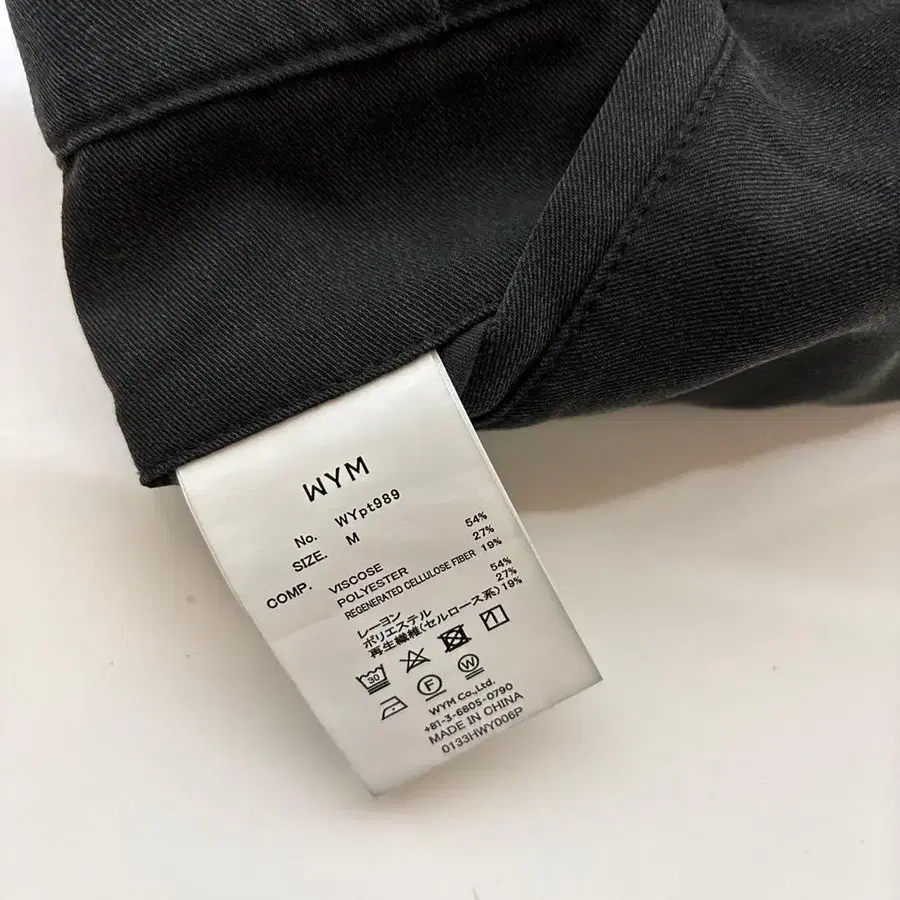 WYM
No. WYpt989
SIZE. M
COMP. VISCOSE 54%
POLYESTER 27%
REGENERATED CELLULOSE FIBER 19%
レーヨン 54%
ポリエステル 27%
再生繊維(セルロース系) 19%
30
F W
WYM Co.,Ltd.
+81-3-6805-0790
MADE IN CHINA
0133HWY006P